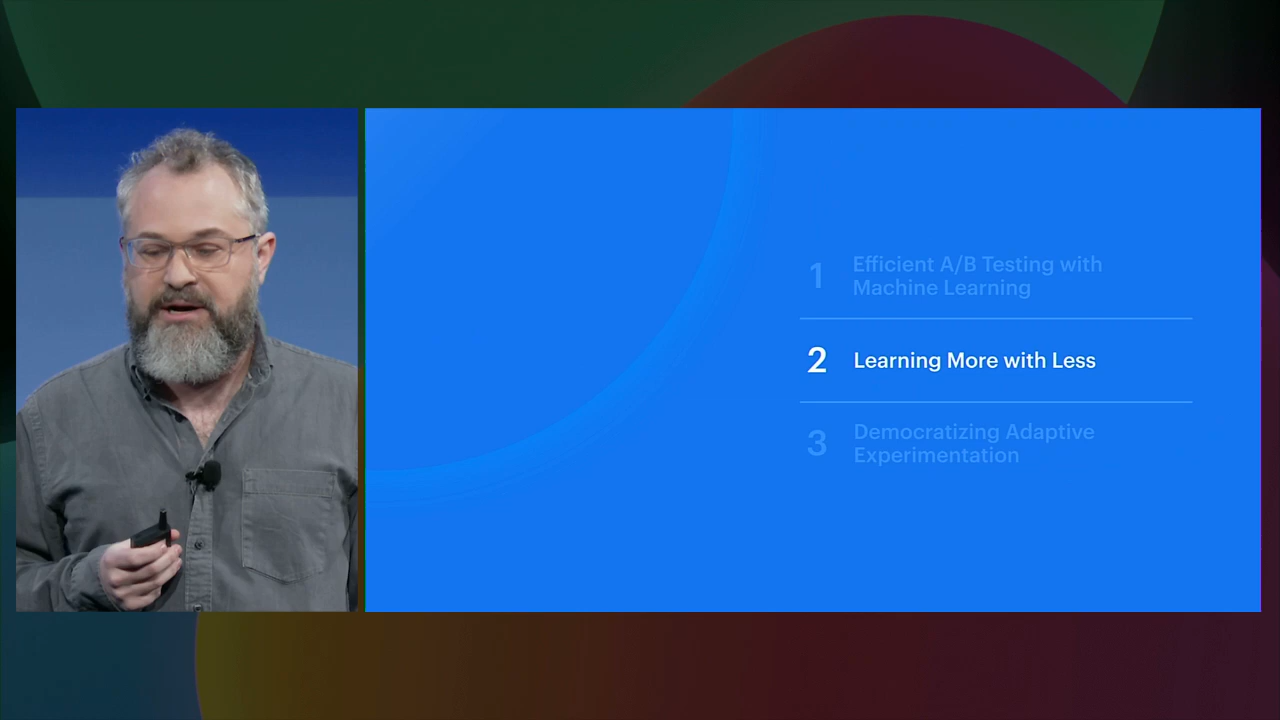 1
Efficient A/B Testing with
Machine Learning
2
Learning More with Less
3
Democratizing Adaptive
Experimentation